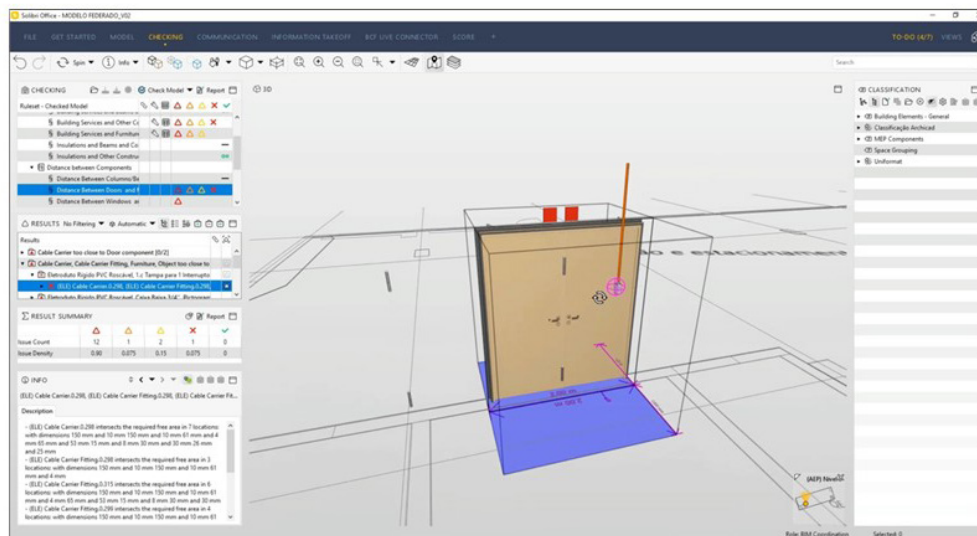 Solibri Office - MODELO FEDERADO_V02
FILE GET STARTED MODEL CHECKING COMMUNICATION INFORMATION TAKEOFF BCF LIVE CONNECTOR SCORE + TO-DO (4/7) VIEWS
Spin Info Search
CHECKING Check Model Report
Ruleset - Checked Model
Building Services and Other Co
Building Services and Furniture
Insulations and Beams and Co
Insulations and Other Constru
Distance between Components
Distance Between Columns/Be
Distance Between Doors and
Distance Between Windows a
RESULTS No Filtering Automatic
Results
Cable Carrier too close to Door component [0/2]
Cable Carrier, Cable Carrier Fitting, Furniture, Object too close to
Eletroduto Rígido PVC Roscável, Tampa para 1 Interrupto
(ELE) Cable Carrier.0.298, (ELE) Cable Carrier Fitting.0.298,
RESULT SUMMARY Report
Issue Count 12 1 2 1 0
Issue Density 0.90 0.075 0.15 0.075 0
INFO
(ELE) Cable Carrier.0.298, (ELE) Cable Carrier Fitting.0.298, (ELE) Cable Carrier Fit...
Description
- (ELE) Cable Carrier.0.298 intersects the required free area in 7 locations:
with dimensions 150 mm and 10 mm 150 mm and 10 mm 61 mm and 4
mm 65 mm and 53 mm 15 mm and 8 mm 30 mm and 30 mm 26 mm
and 25 mm
- (ELE) Cable Carrier Fitting.0.298 intersects the required free area in 3
locations: with dimensions 150 mm and 10 mm 150 mm and 10 mm 61
mm and 4 mm
- (ELE) Cable Carrier Fitting.0.315 intersects the required free area in 6
locations: with dimensions 150 mm and 10 mm 150 mm and 10 mm 61
mm and 4 mm 65 mm and 53 mm 15 mm and 8 mm 30 mm and 30 mm
- (ELE) Cable Carrier Fitting.0.299 intersects the required free area in 4
locations: with dimensions 150 mm and 10 mm 150 mm and 10 mm 61
3D
e estacionamen
CLASSIFICATION
Building Elements - General
Classificação Archicad
MEP Components
Space Grouping
Uniformat
Role: BIM Coordination Selected: 0